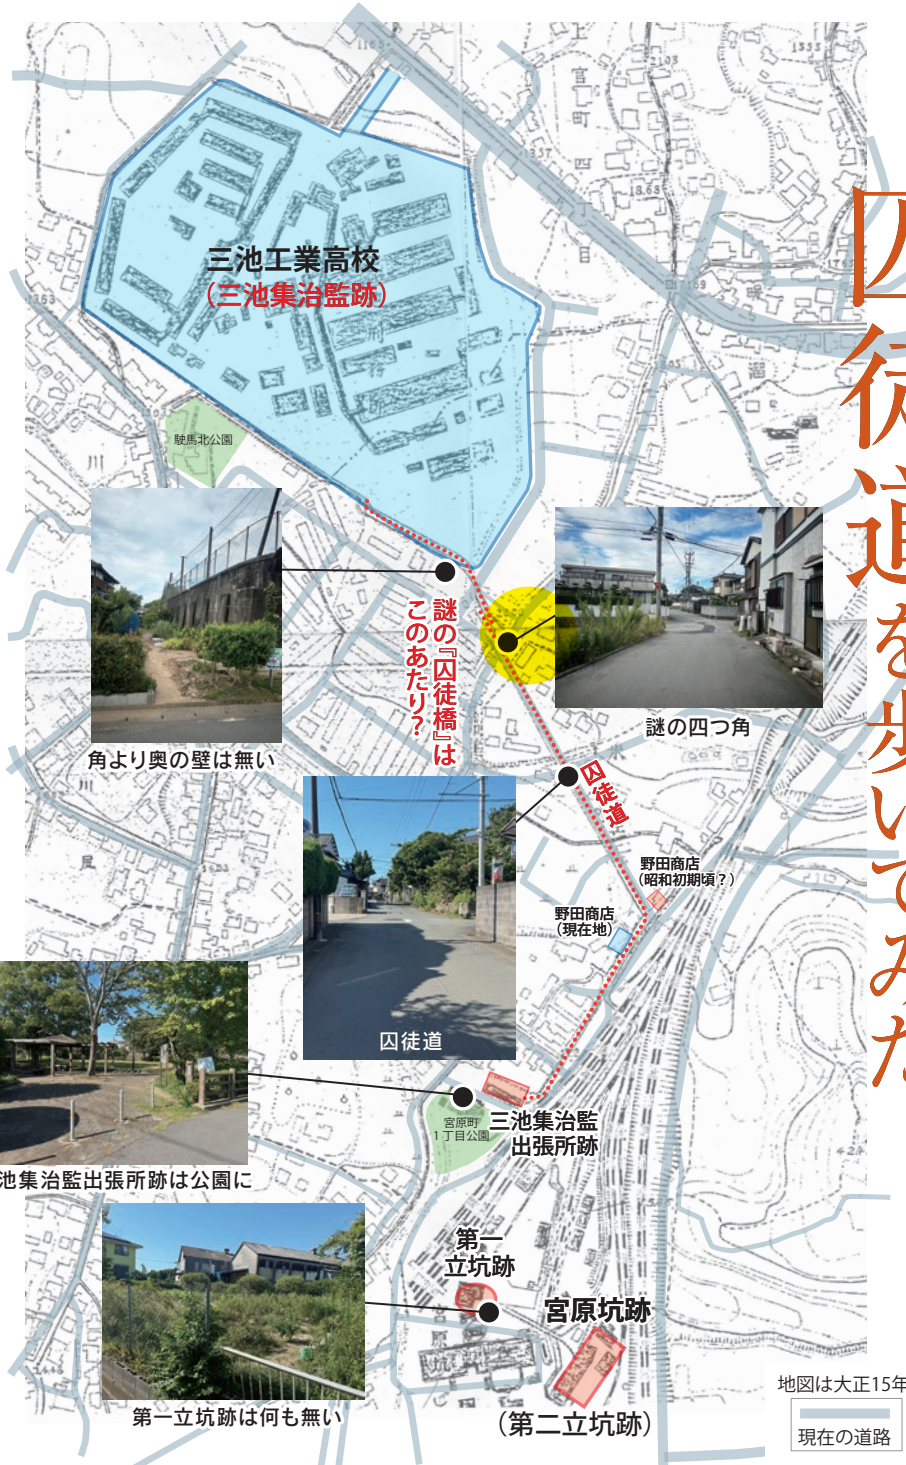 囚徒道を歩いてみた
三池工業高校
（三池集治監跡）
駛馬北公園
角より奥の壁は無い
謎の『囚徒橋』は
このあたり？
謎の四つ角
囚徒道
野田商店
（昭和初期頃？）
野田商店
（現在地）
囚徒道
宮原町
1丁目公園
三池集治監
出張所跡
池集治監出張所跡は公園に
第一
立坑跡
宮原坑跡
（第二立坑跡）
第一立坑跡は何も無い
地図は大正15年
現在の道路